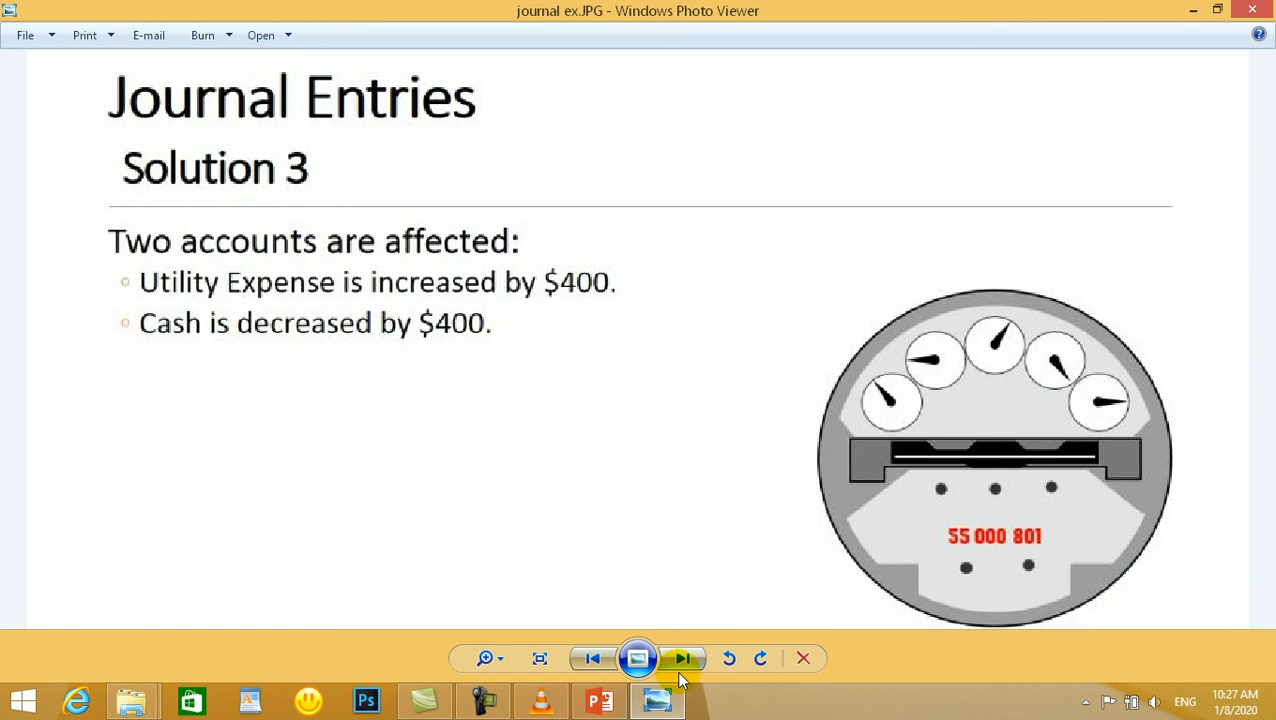 journal ex.JPG - Windows Photo Viewer
File Print E-mail Burn Open
Journal Entries
Solution 3
Two accounts are affected:
Utility Expense is increased by $400.
Cash is decreased by $400.
55 000 801
Ps
ENG
10:27 AM
1/8/2020